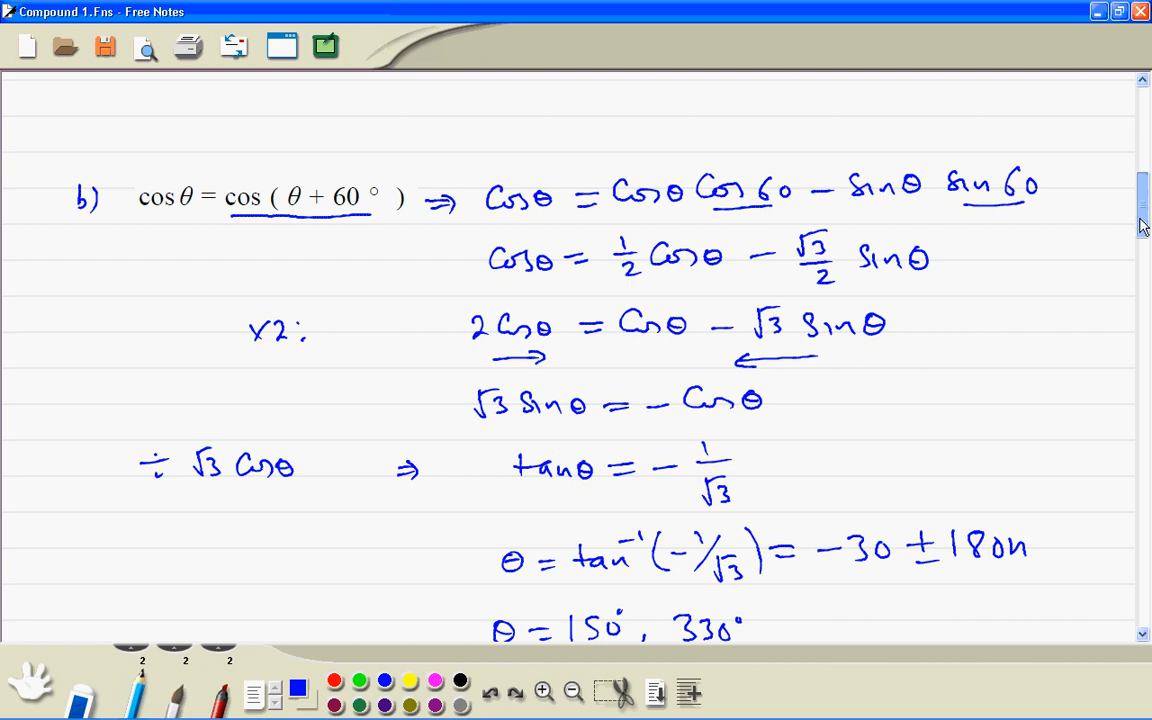 Compound 1.Fns - Free Notes
b) cos θ = cos ( θ + 60 ° ) ⇒ Cosθ = Cosθ Cos 60 − Sinθ Sin 60
Cosθ = 1/2 Cosθ − √3/2 Sinθ
×2: 2 Cosθ = Cosθ − √3 Sinθ
√3 Sinθ = − Cosθ
÷ √3 Cosθ ⇒ tanθ = − 1/√3
θ = tan⁻¹ (− 1/√3) = −30 ± 180n
θ = 150°, 330°
2 2 2